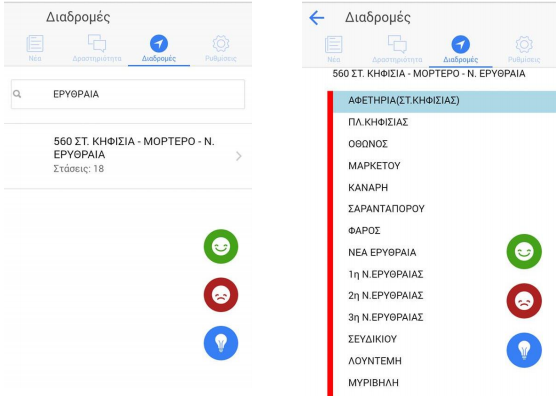 Διαδρομές
Νέα
Δραστηριότητα
Διαδρομές
Ρυθμίσεις
ΕΡΥΘΡΑΙΑ
560 ΣΤ. ΚΗΦΙΣΙΑ - ΜΟΡΤΕΡΟ - Ν.
ΕΡΥΘΡΑΙΑ
Στάσεις: 18
Διαδρομές
Νέα
Δραστηριότητα
Διαδρομές
Ρυθμίσεις
560 ΣΤ. ΚΗΦΙΣΙΑ - ΜΟΡΤΕΡΟ - Ν. ΕΡΥΘΡΑΙΑ
ΑΦΕΤΗΡΙΑ(ΣΤ.ΚΗΦΙΣΙΑΣ)
ΠΛ.ΚΗΦΙΣΙΑΣ
ΟΘΩΝΟΣ
ΜΑΡΚΕΤΟΥ
ΚΑΝΑΡΗ
ΣΑΡΑΝΤΑΠΟΡΟΥ
ΦΑΡΟΣ
ΝΕΑ ΕΡΥΘΡΑΙΑ
1η Ν.ΕΡΥΘΡΑΙΑΣ
2η Ν.ΕΡΥΘΡΑΙΑΣ
3η Ν.ΕΡΥΘΡΑΙΑΣ
ΣΕΥΔΙΚΙΟΥ
ΛΟΥΝΤΕΜΗ
ΜΥΡΙΒΗΛΗ